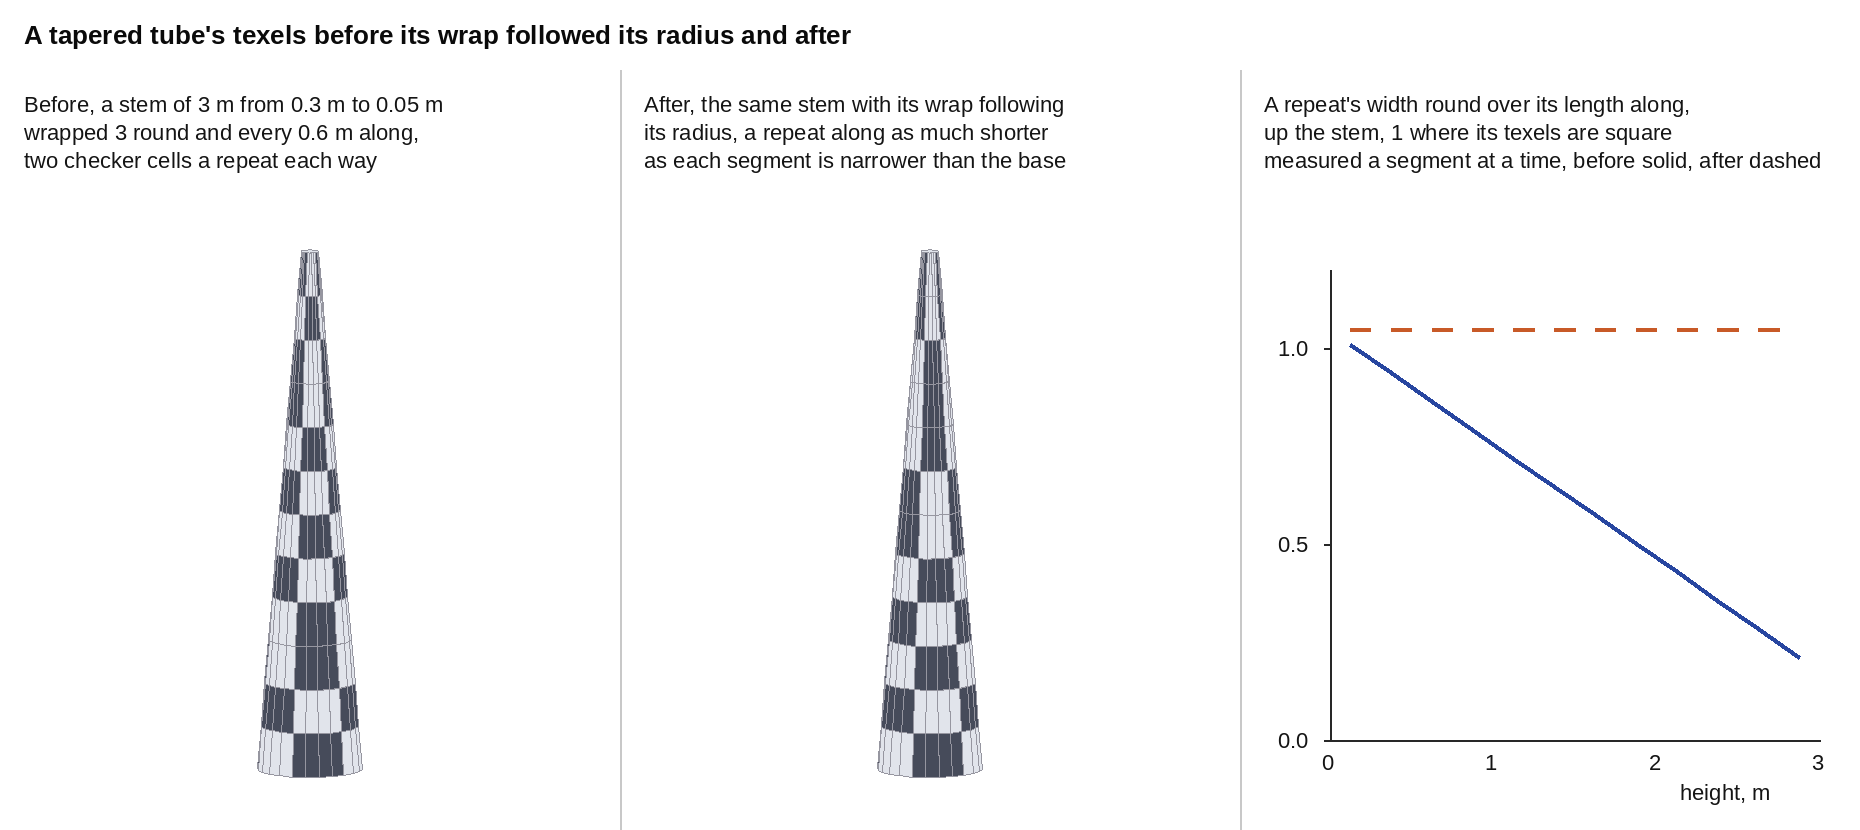 A tapered tube's texels before its wrap followed its radius and after
Before, a stem of 3 m from 0.3 m to 0.05 m
wrapped 3 round and every 0.6 m along,
two checker cells a repeat each way
After, the same stem with its wrap following
its radius, a repeat along as much shorter
as each segment is narrower than the base
A repeat's width round over its length along,
up the stem, 1 where its texels are square
measured a segment at a time, before solid, after dashed
1.0
0.5
0.0
0
1
2
3
height, m